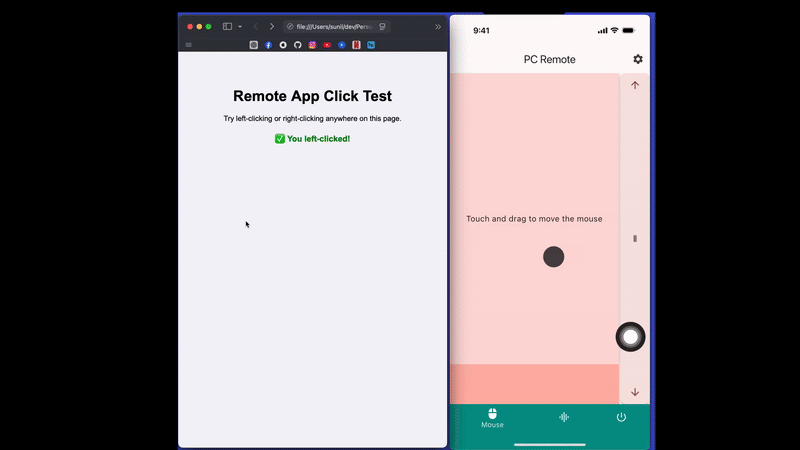 file:///Users/sunil/dev/Perso
Remote App Click Test
Try left-clicking or right-clicking anywhere on this page.
✅ You left-clicked!
9:41
PC Remote
Touch and drag to move the mouse
Mouse